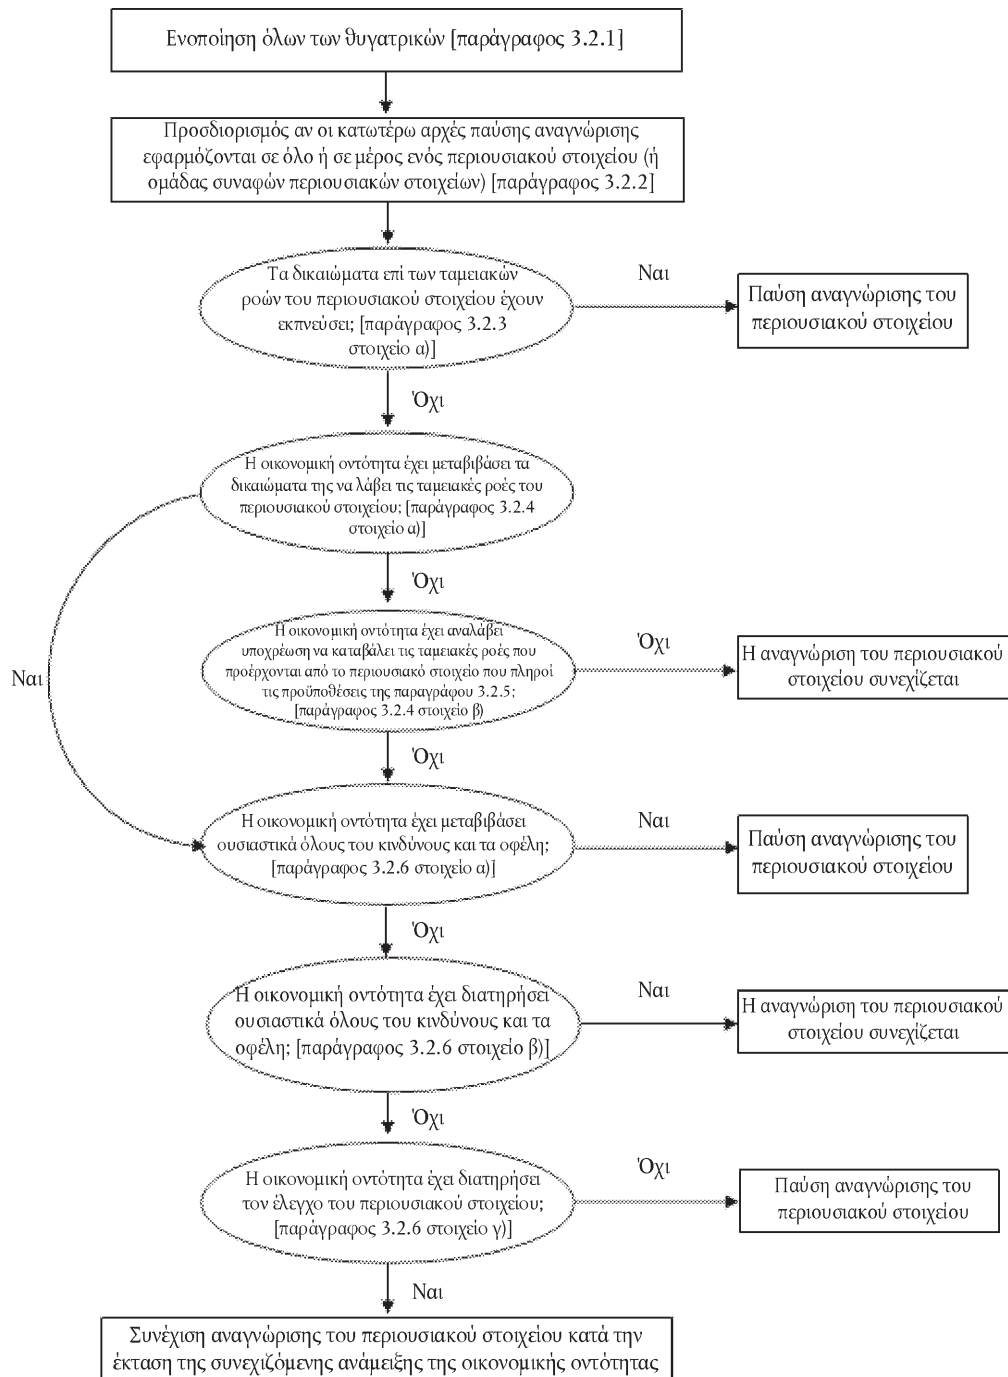 Ενοποίηση όλων των θυγατρικών [παράγραφος 3.2.1]
Προσδιορισμός αν οι κατωτέρω αρχές παύσης αναγνώρισης
εφαρμόζονται σε όλο ή σε μέρος ενός περιουσιακού στοιχείου (ή
ομάδας συναφών περιουσιακών στοιχείων) [παράγραφος 3.2.2]
Τα δικαιώματα επί των ταμειακών
ροών του περιουσιακού στοιχείου έχουν
εκπνεύσει; [παράγραφος 3.2.3
στοιχείο α)]
Ναι
Παύση αναγνώρισης του
περιουσιακού στοιχείου
Όχι
Η οικονομική οντότητα έχει μεταβιβάσει τα
δικαιώματα της να λάβει τις ταμειακές ροές του
περιουσιακού στοιχείου; [παράγραφος 3.2.4
στοιχείο α)]
Όχι
Ναι
Η οικονομική οντότητα έχει αναλάβει
υποχρέωση να καταβάλει τις ταμειακές ροές που
προέρχονται από το περιουσιακό στοιχείο που πληροί
τις προϋποθέσεις της παραγράφου 3.2.5;
[παράγραφος 3.2.4 στοιχείο β)
Όχι
Η αναγνώριση του περιουσιακού
στοιχείου συνεχίζεται
Όχι
Η οικονομική οντότητα έχει μεταβιβάσει
ουσιαστικά όλους του κινδύνους και τα οφέλη;
[παράγραφος 3.2.6 στοιχείο α)]
Ναι
Παύση αναγνώρισης του
περιουσιακού στοιχείου
Όχι
Η οικονομική οντότητα έχει διατηρήσει
ουσιαστικά όλους του κινδύνους και τα
οφέλη; [παράγραφος 3.2.6 στοιχείο β)]
Ναι
Η αναγνώριση του περιουσιακού
στοιχείου συνεχίζεται
Όχι
Η οικονομική οντότητα έχει διατηρήσει
τον έλεγχο του περιουσιακού στοιχείου;
[παράγραφος 3.2.6 στοιχείο γ)]
Όχι
Παύση αναγνώρισης του
περιουσιακού στοιχείου
Ναι
Συνέχιση αναγνώρισης του περιουσιακού στοιχείου κατά την
έκταση της συνεχιζόμενης ανάμειξης της οικονομικής οντότητας